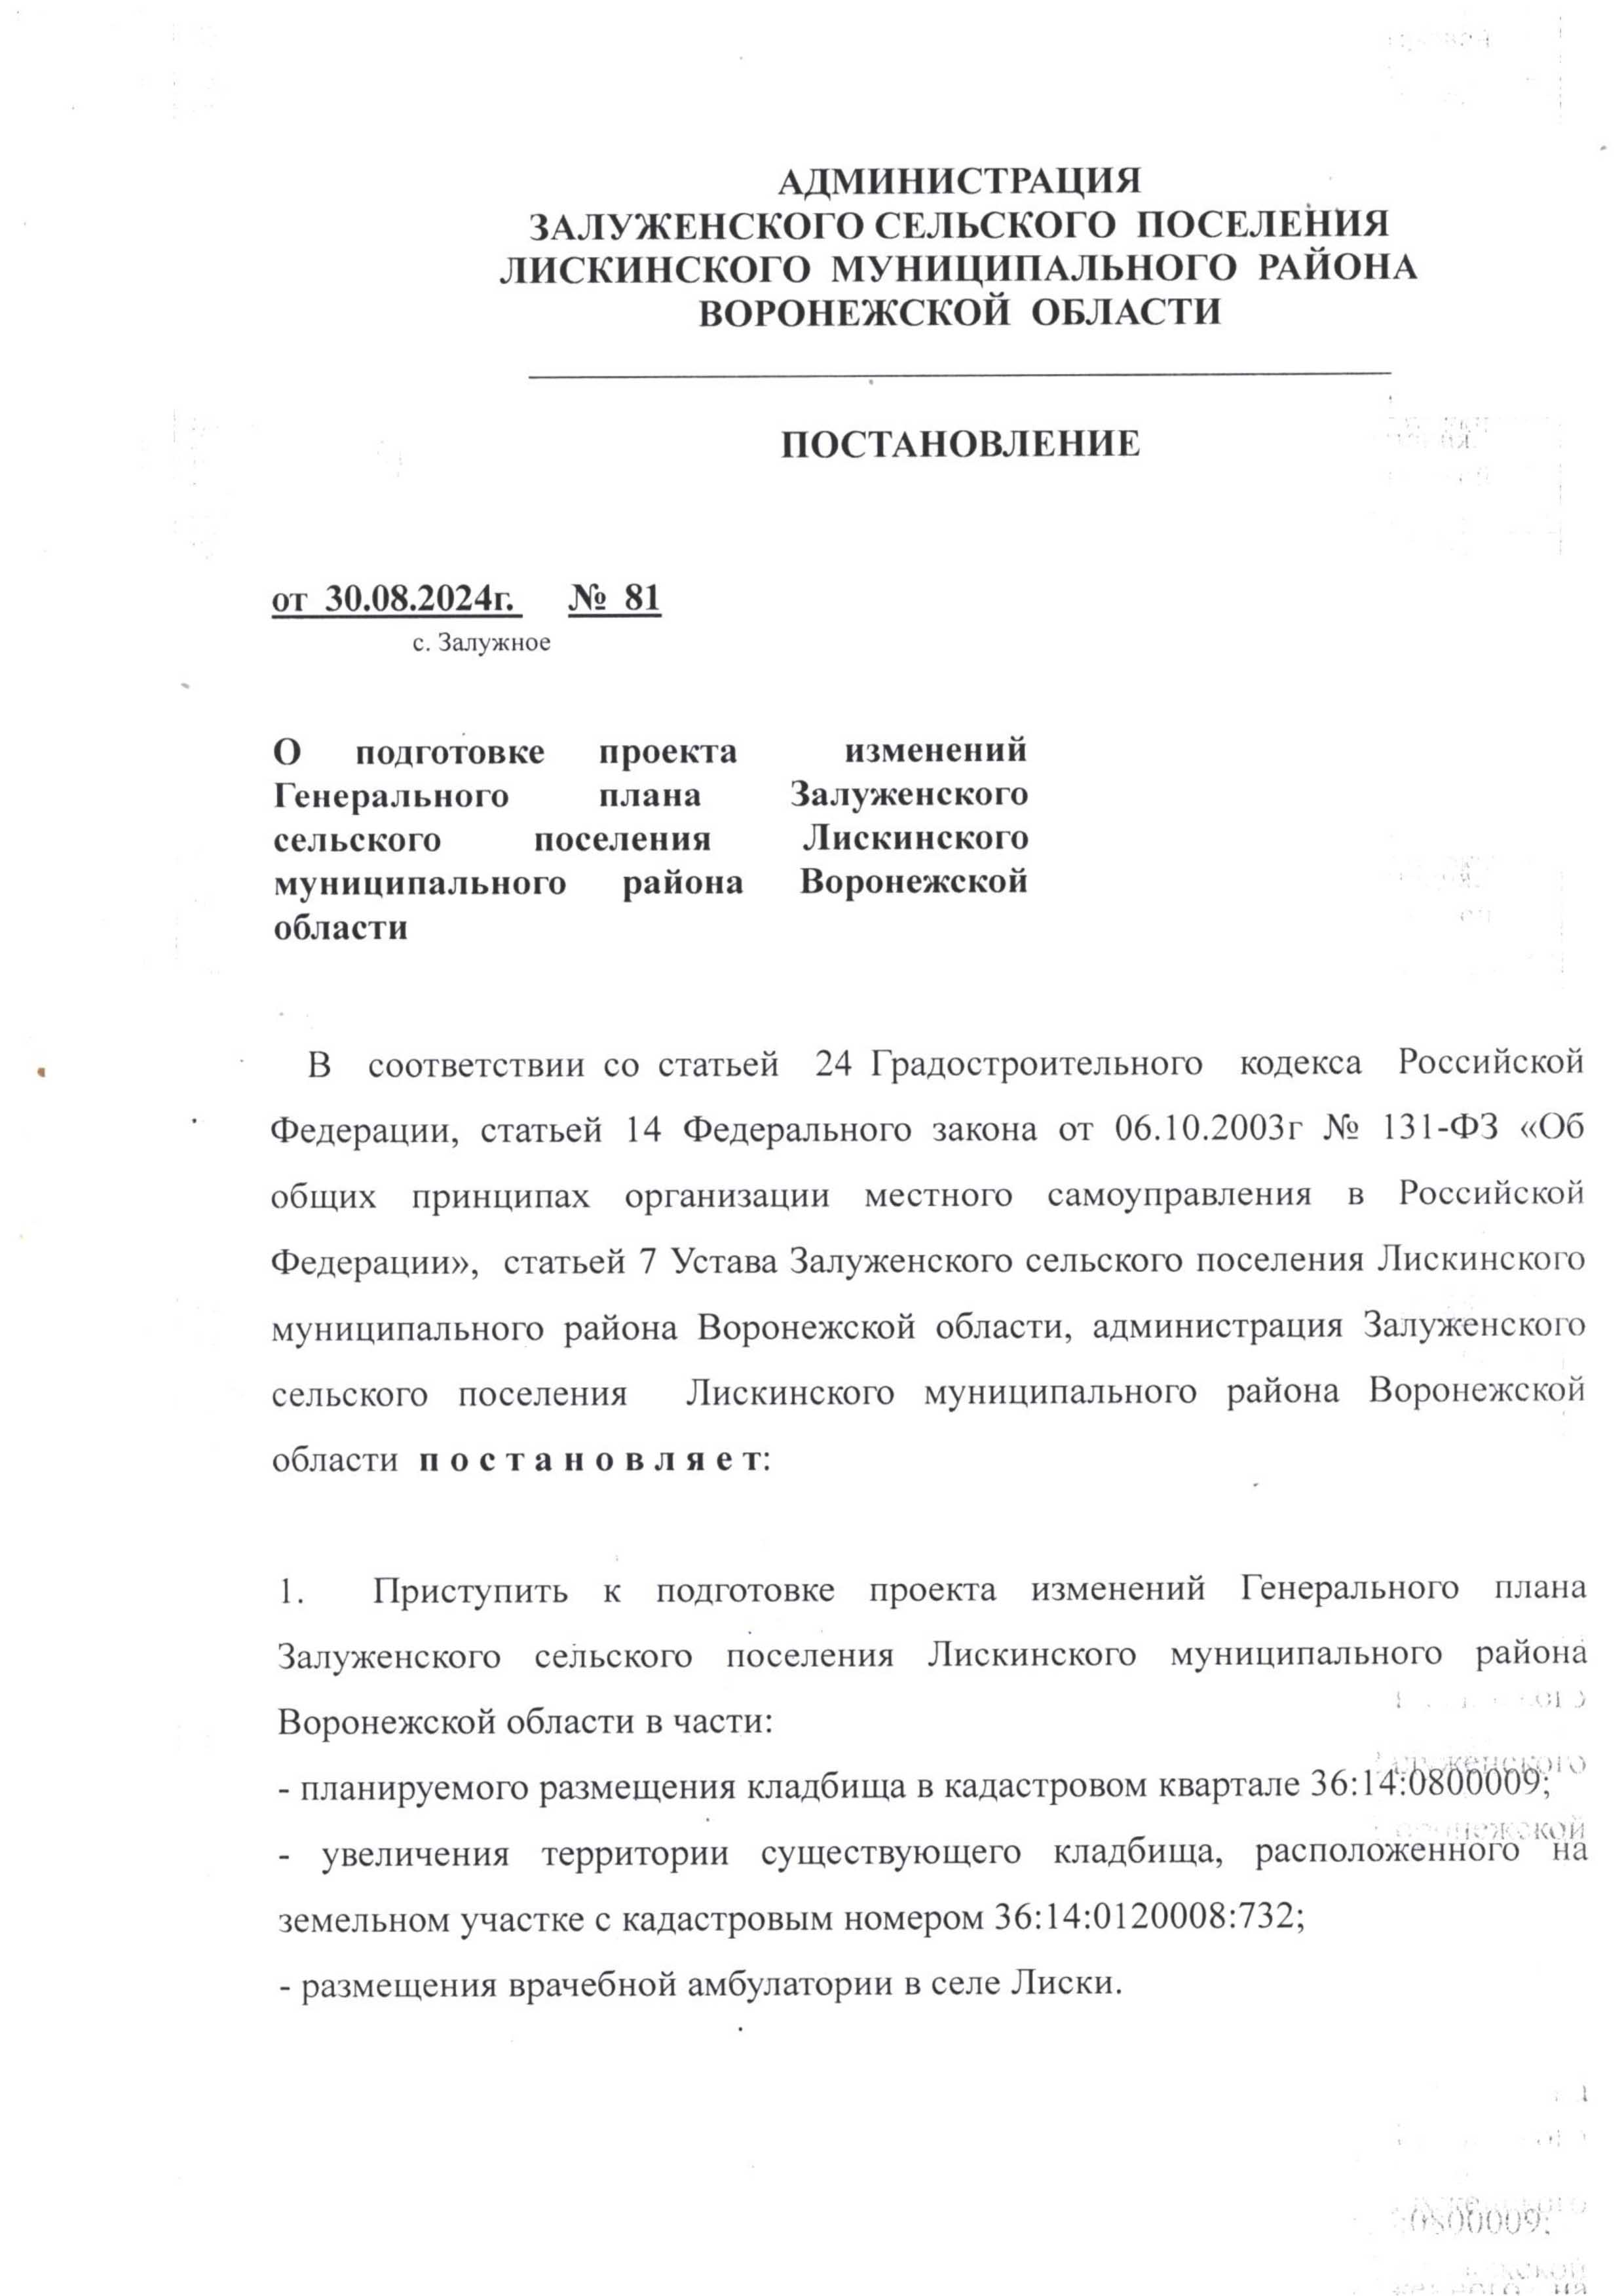 АДМИНИСТРАЦИЯ
ЗАЛУЖЕНСКОГО СЕЛЬСКОГО ПОСЕЛЕНИЯ
ЛИСКИНСКОГО МУНИЦИПАЛЬНОГО РАЙОНА
ВОРОНЕЖСКОЙ ОБЛАСТИ
ПОСТАНОВЛЕНИЕ
от 30.08.2024г. № 81
с. Залужное
О подготовке проекта изменений
Генерального плана Залуженского
сельского поселения Лискинского
муниципального района Воронежской
области
В соответствии со статьей 24 Градостроительного кодекса Российской
Федерации, статьей 14 Федерального закона от 06.10.2003г № 131-ФЗ «Об
общих принципах организации местного самоуправления в Российской
Федерации», статьей 7 Устава Залуженского сельского поселения Лискинского
муниципального района Воронежской области, администрация Залуженского
сельского поселения Лискинского муниципального района Воронежской
области п о с т а н о в л я е т:
1. Приступить к подготовке проекта изменений Генерального плана
Залуженского сельского поселения Лискинского муниципального района
Воронежской области в части:
- планируемого размещения кладбища в кадастровом квартале 36:14:0800009;
- увеличения территории существующего кладбища, расположенного на
земельном участке с кадастровым номером 36:14:0120008:732;
- размещения врачебной амбулатории в селе Лиски.